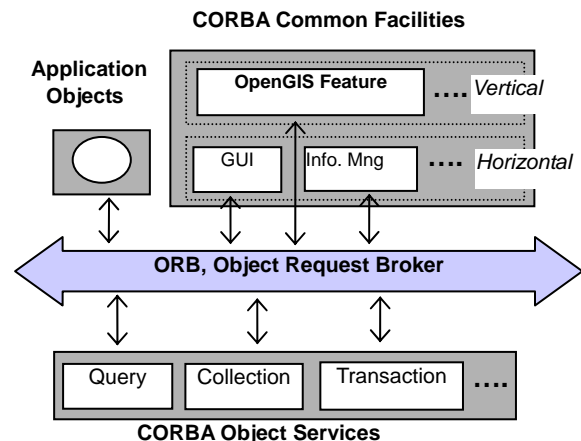 CORBA Common Facilities
Application
Objects
OpenGIS Feature
.... Vertical
GUI
Info. Mng
.... Horizontal
ORB, Object Request Broker
Query
Collection
Transaction
....
CORBA Object Services